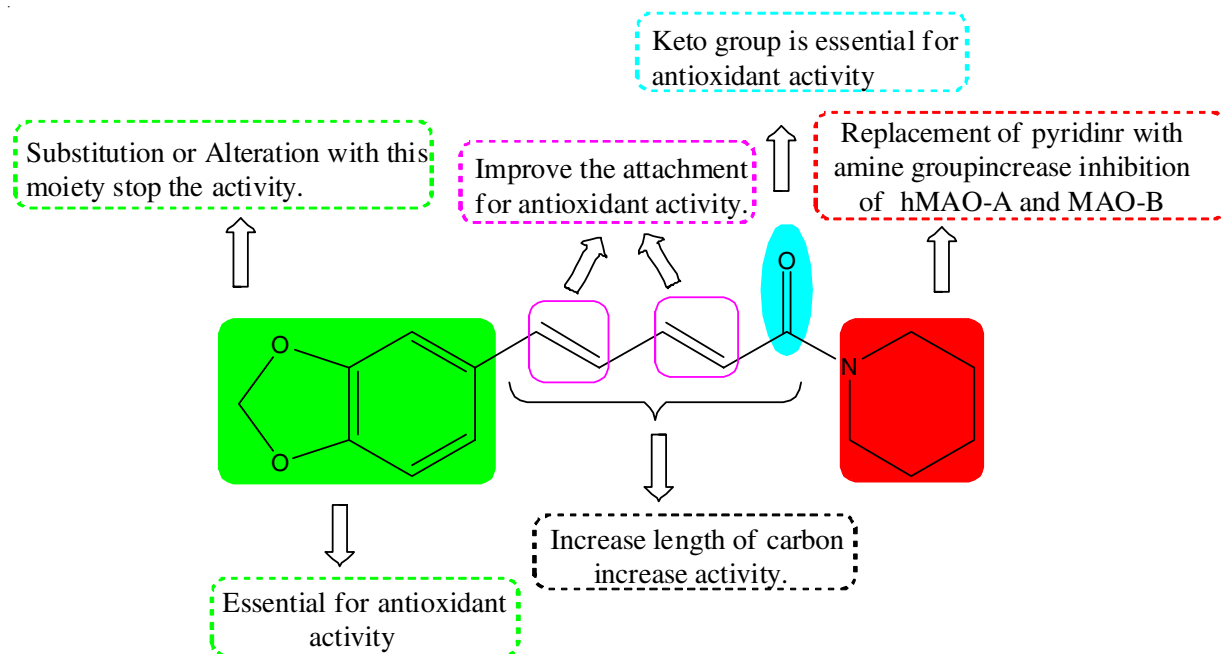 Keto group is essential for
antioxidant activity
Substitution or Alteration with this
moiety stop the activity.
Improve the attachment
for antioxidant activity.
Replacement of pyridinr with
amine groupincrease inhibition
of hMAO-A and MAO-B
O
O
O
N
Increase length of carbon
increase activity.
Essential for antioxidant
activity